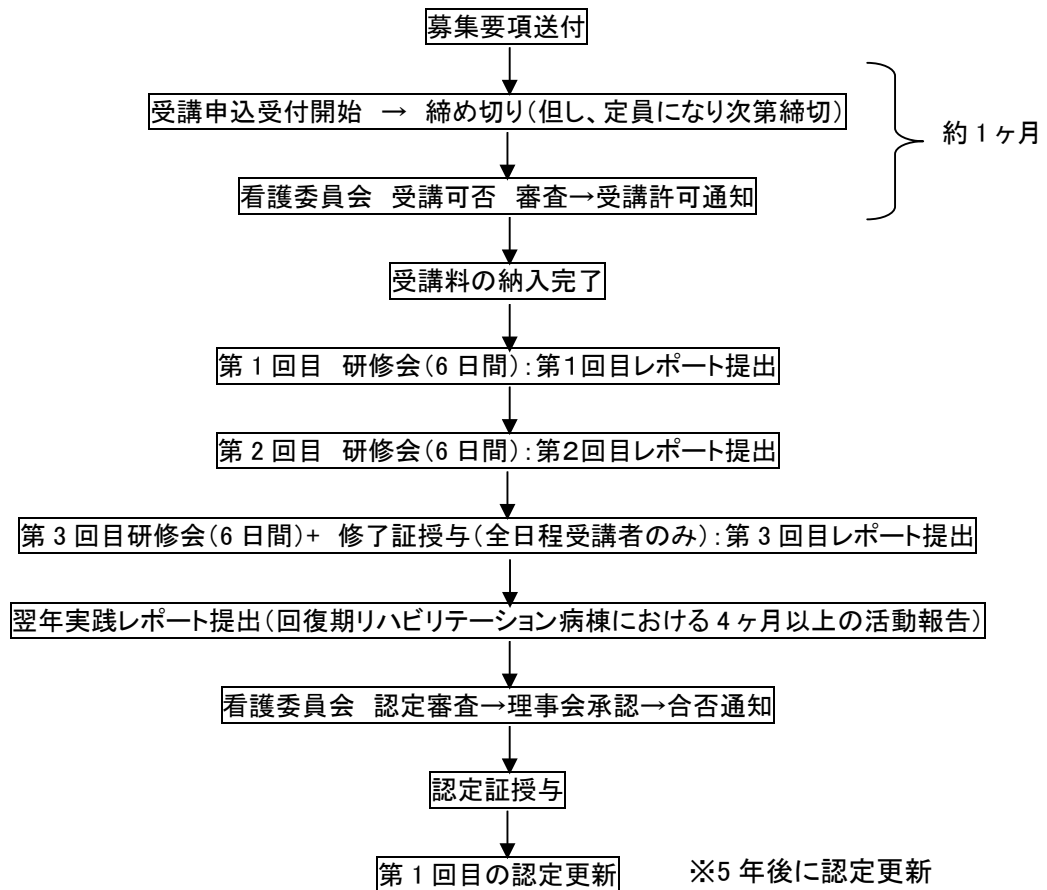 募集要項送付
受講申込受付開始 → 締め切り(但し、定員になり次第締切)
約1ヶ月
看護委員会 受講可否 審査→受講許可通知
受講料の納入完了
第1回目 研修会(6日間):第1回目レポート提出
第2回目 研修会(6日間):第2回目レポート提出
第3回目研修会(6日間)+ 修了証授与(全日程受講者のみ):第3回目レポート提出
翌年実践レポート提出(回復期リハビリテーション病棟における4ヶ月以上の活動報告)
看護委員会 認定審査→理事会承認→合否通知
認定証授与
第1回目の認定更新 ※5年後に認定更新